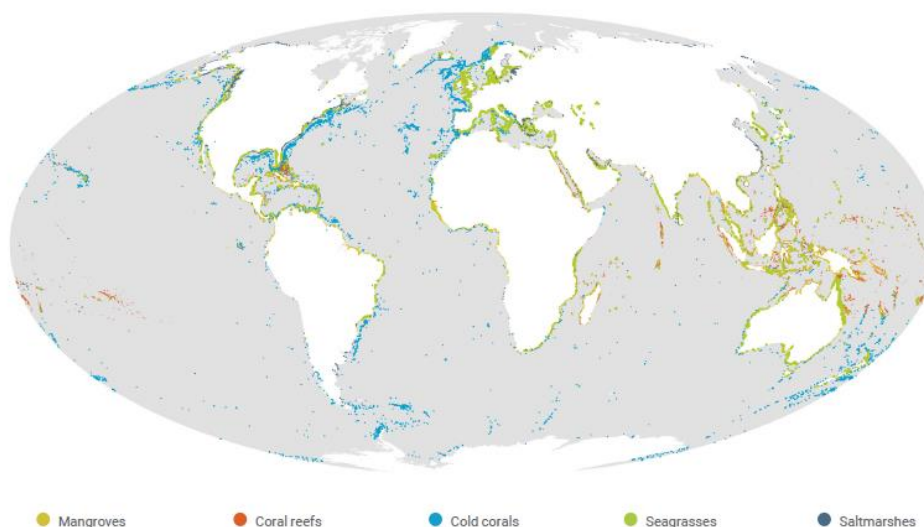 Mangroves
Coral reefs
Cold corals
Seagrasses
Saltmarshes